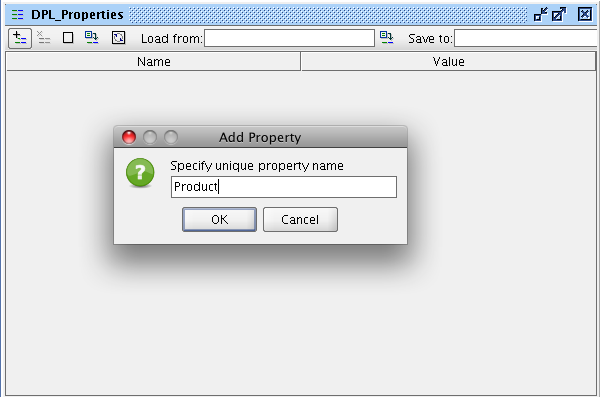 DPL_Properties
Load from: Save to:
Name Value
Add Property
?
Specify unique property name
Product
OK Cancel